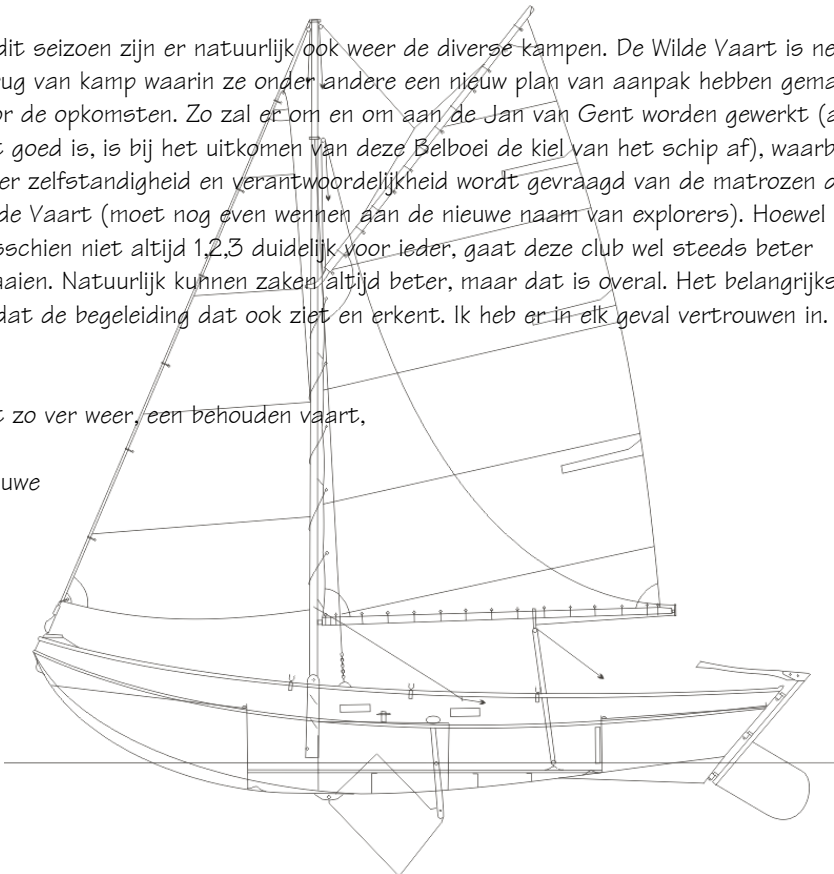 dit seizoen zijn er natuurlijk ook weer de diverse kampen. De Wilde Vaart is ne
ug van kamp waarin ze onder andere een nieuw plan van aanpak hebben gema
or de opkomsten. Zo zal er om en om aan de Jan van Gent worden gewerkt (a
t goed is, is bij het uitkomen van deze Belboei de kiel van het schip af), waarb
er zelfstandigheid en verantwoordelijkheid wordt gevraagd van de matrozen d
de Vaart (moet nog even wennen aan de nieuwe naam van explorers). Hoewel
sschien niet altijd 1,2,3 duidelijk voor ieder, gaat deze club wel steeds beter
aaien. Natuurlijk kunnen zaken altijd beter, maar dat is overal. Het belangrijks
dat de begeleiding dat ook ziet en erkent. Ik heb er in elk geval vertrouwen in.
t zo ver weer, een behouden vaart,
uwe